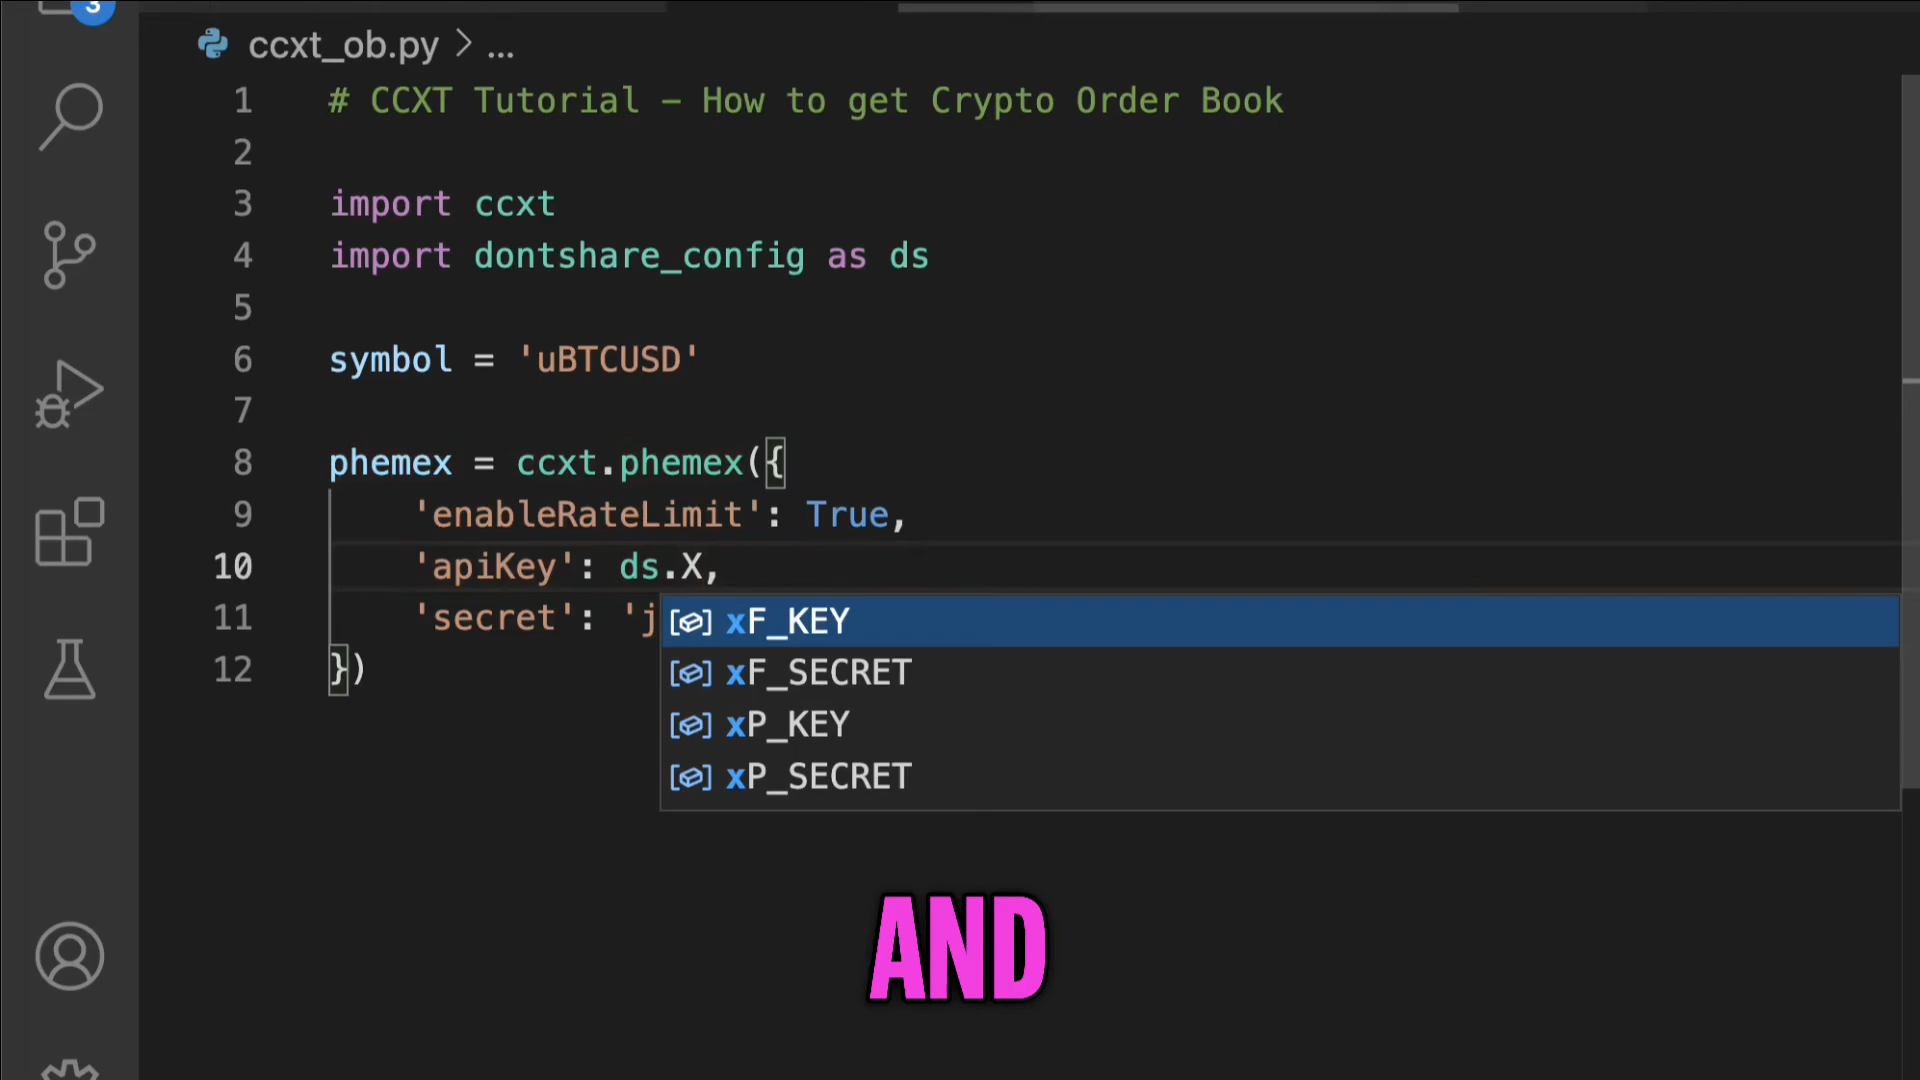 3
ccxt_ob.py > ...
1 # CCXT Tutorial – How to get Crypto Order Book
2
3 import ccxt
4 import dontshare_config as ds
5
6 symbol = 'uBTCUSD'
7
8 phemex = ccxt.phemex({
9 'enableRateLimit': True,
10 'apiKey': ds.X,
11 'secret': 'j
12 })
xF_KEY
xF_SECRET
xP_KEY
xP_SECRET
AND